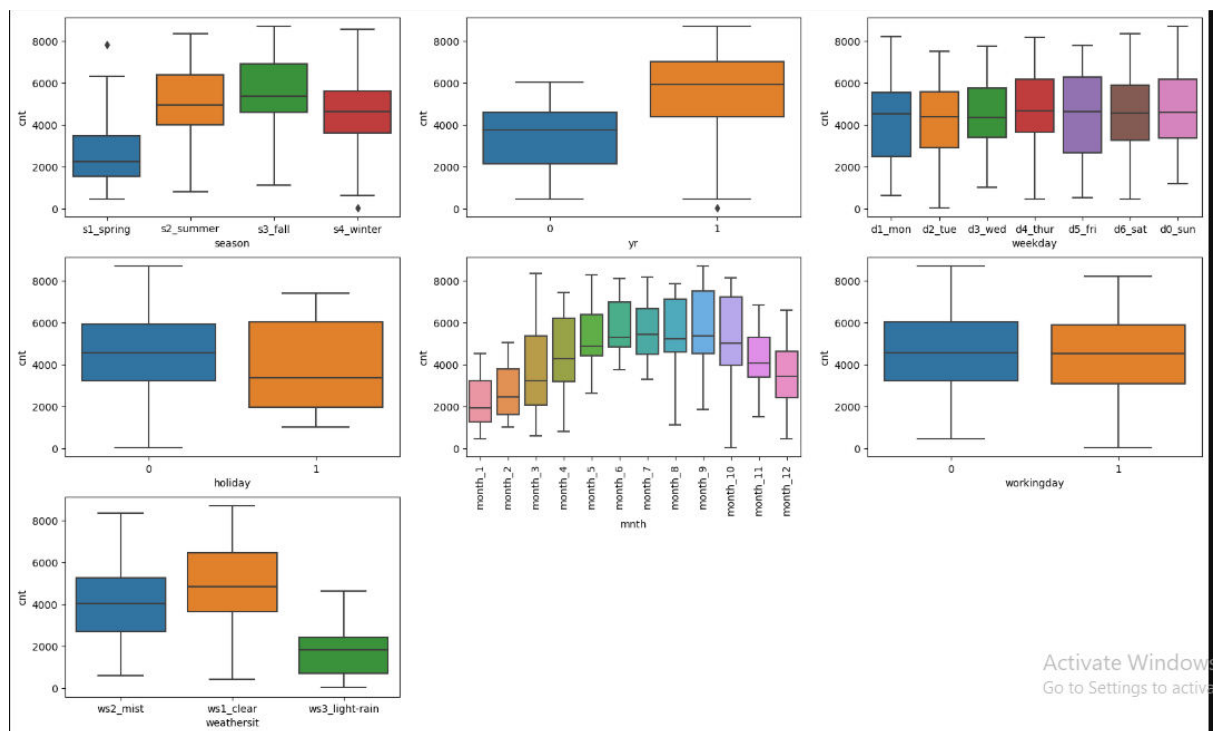 8000
6000
4000
2000
0
cnt
s1_spring s2_summer s3_fall s4_winter
season
8000
6000
4000
2000
0
cnt
0 1
yr
8000
6000
4000
2000
0
cnt
d1_mon d2_tue d3_wed d4_thur d5_fri d6_sat d0_sun
weekday
8000
6000
4000
2000
0
cnt
0 1
holiday
8000
6000
4000
2000
0
cnt
month_1
month_2
month_3
month_4
month_5
month_6
month_7
month_8
month_9
month_10
month_11
month_12
mnth
8000
6000
4000
2000
0
cnt
0 1
workingday
8000
6000
4000
2000
0
cnt
ws2_mist ws1_clear ws3_light-rain
weathersit
Activate Windows
Go to Settings to activa